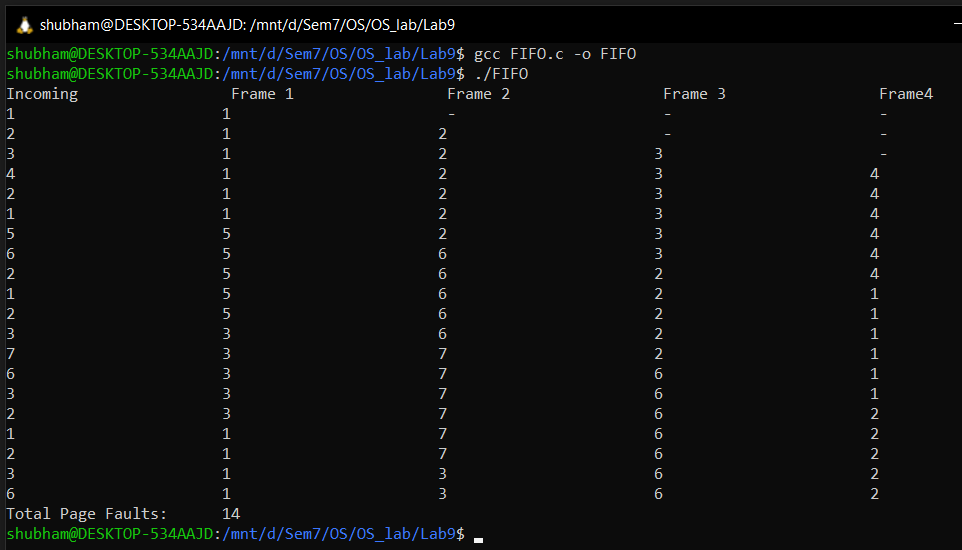 shubham@DESKTOP-534AAJD: /mnt/d/Sem7/OS/OS_lab/Lab9
shubham@DESKTOP-534AAJD:/mnt/d/Sem7/OS/OS_lab/Lab9$ gcc FIFO.c -o FIFO
shubham@DESKTOP-534AAJD:/mnt/d/Sem7/OS/OS_lab/Lab9$ ./FIFO
Incoming Frame 1 Frame 2 Frame 3 Frame4
1 1 - - -
2 1 2 - -
3 1 2 3 -
4 1 2 3 4
2 1 2 3 4
1 1 2 3 4
5 5 2 3 4
6 5 6 3 4
2 5 6 2 4
1 5 6 2 1
2 5 6 2 1
3 3 6 2 1
7 3 7 2 1
6 3 7 6 1
3 3 7 6 1
2 3 7 6 2
1 1 7 6 2
2 1 7 6 2
3 1 3 6 2
6 1 3 6 2
Total Page Faults: 14
shubham@DESKTOP-534AAJD:/mnt/d/Sem7/OS/OS_lab/Lab9$